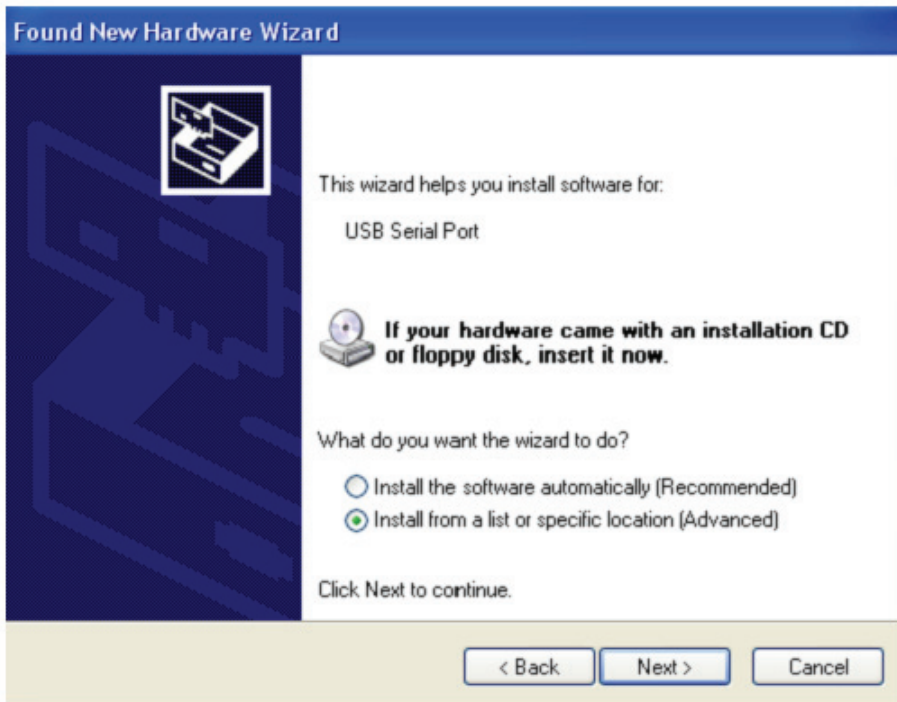 Found New Hardware Wizard
This wizard helps you install software for:
USB Serial Port
If your hardware came with an installation CD
or floppy disk, insert it now.
What do you want the wizard to do?
Install the software automatically (Recommended)
Install from a list or specific location (Advanced)
Click Next to continue.
< Back
Next >
Cancel